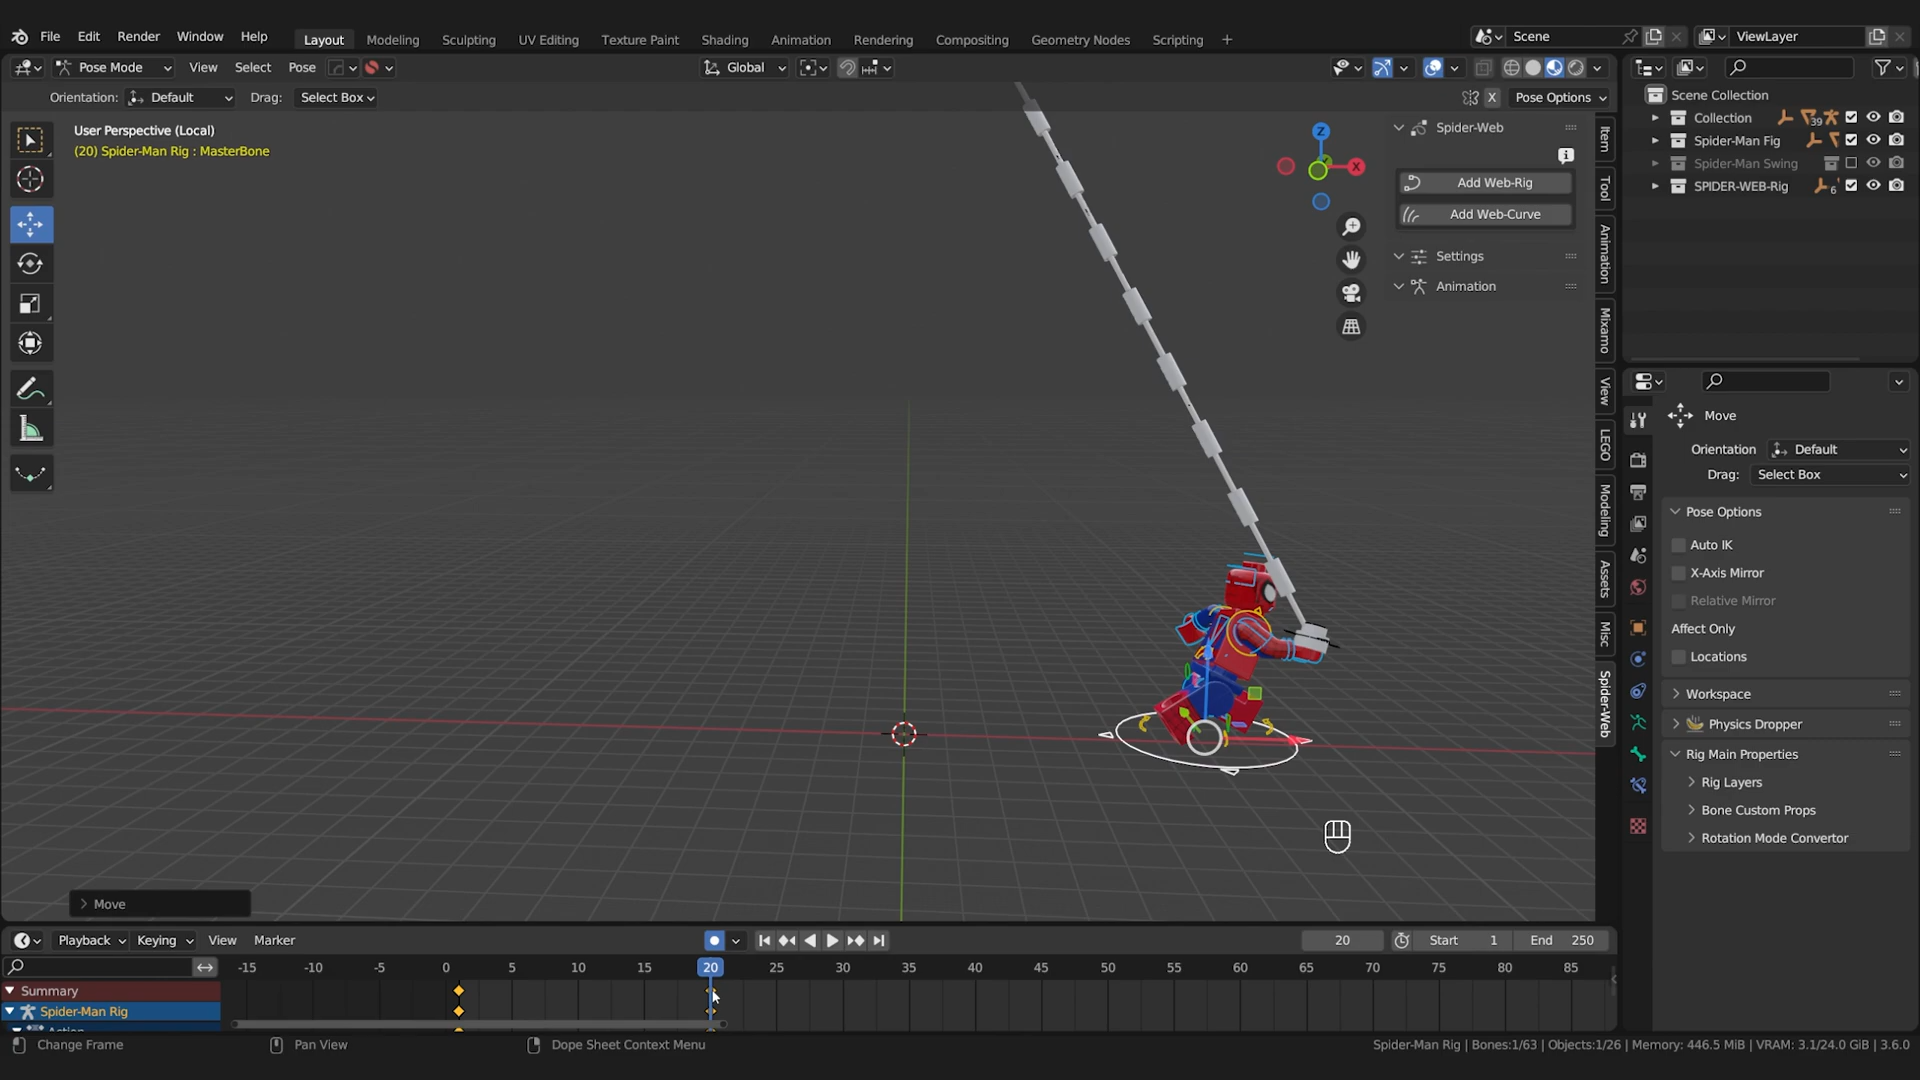 File Edit Render Window Help Layout Modeling Sculpting UV Editing Texture Paint Shading Animation Rendering Compositing Geometry Nodes Scripting + Scene ViewLayer
Pose Mode View Select Pose Global
Orientation: Default Drag: Select Box X Pose Options
User Perspective (Local)
(20) Spider-Man Rig : MasterBone
Z
X
Spider-Web
Add Web-Rig
Add Web-Curve
Settings
Animation
Item
Tool
Animation
Mixamo
View
LEGO
Modeling
Assets
Misc
Spider-Web
Scene Collection
Collection 39
Spider-Man Fig
Spider-Man Swing
SPIDER-WEB-Rig 6
Move
Orientation Default
Drag: Select Box
Pose Options
Auto IK
X-Axis Mirror
Relative Mirror
Affect Only
Locations
Workspace
Physics Dropper
Rig Main Properties
Rig Layers
Bone Custom Props
Rotation Mode Convertor
Move
Playback Keying View Marker 20 Start 1 End 250
-15 -10 -5 0 5 10 15 20 25 30 35 40 45 50 55 60 65 70 75 80 85
Summary
Spider-Man Rig
Action
Change Frame Pan View Dope Sheet Context Menu Spider-Man Rig | Bones:1/63 | Objects:1/26 | Memory: 446.5 MiB | VRAM: 3.1/24.0 GiB | 3.6.0